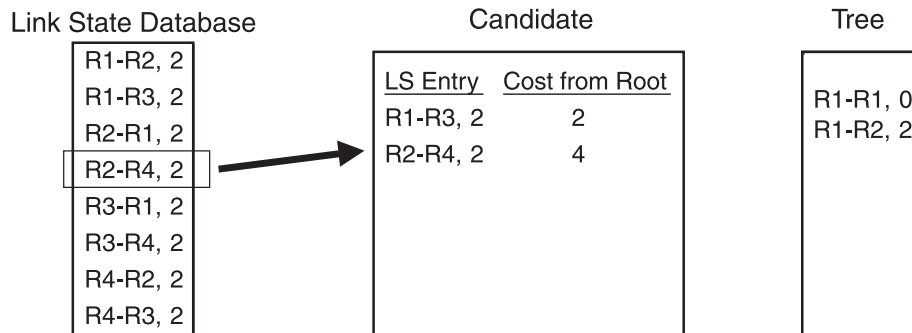 Link State Database
R1-R2, 2
R1-R3, 2
R2-R1, 2
R2-R4, 2
R3-R1, 2
R3-R4, 2
R4-R2, 2
R4-R3, 2
Candidate
LS Entry Cost from Root
R1-R3, 2 2
R2-R4, 2 4
Tree
R1-R1, 0
R1-R2, 2